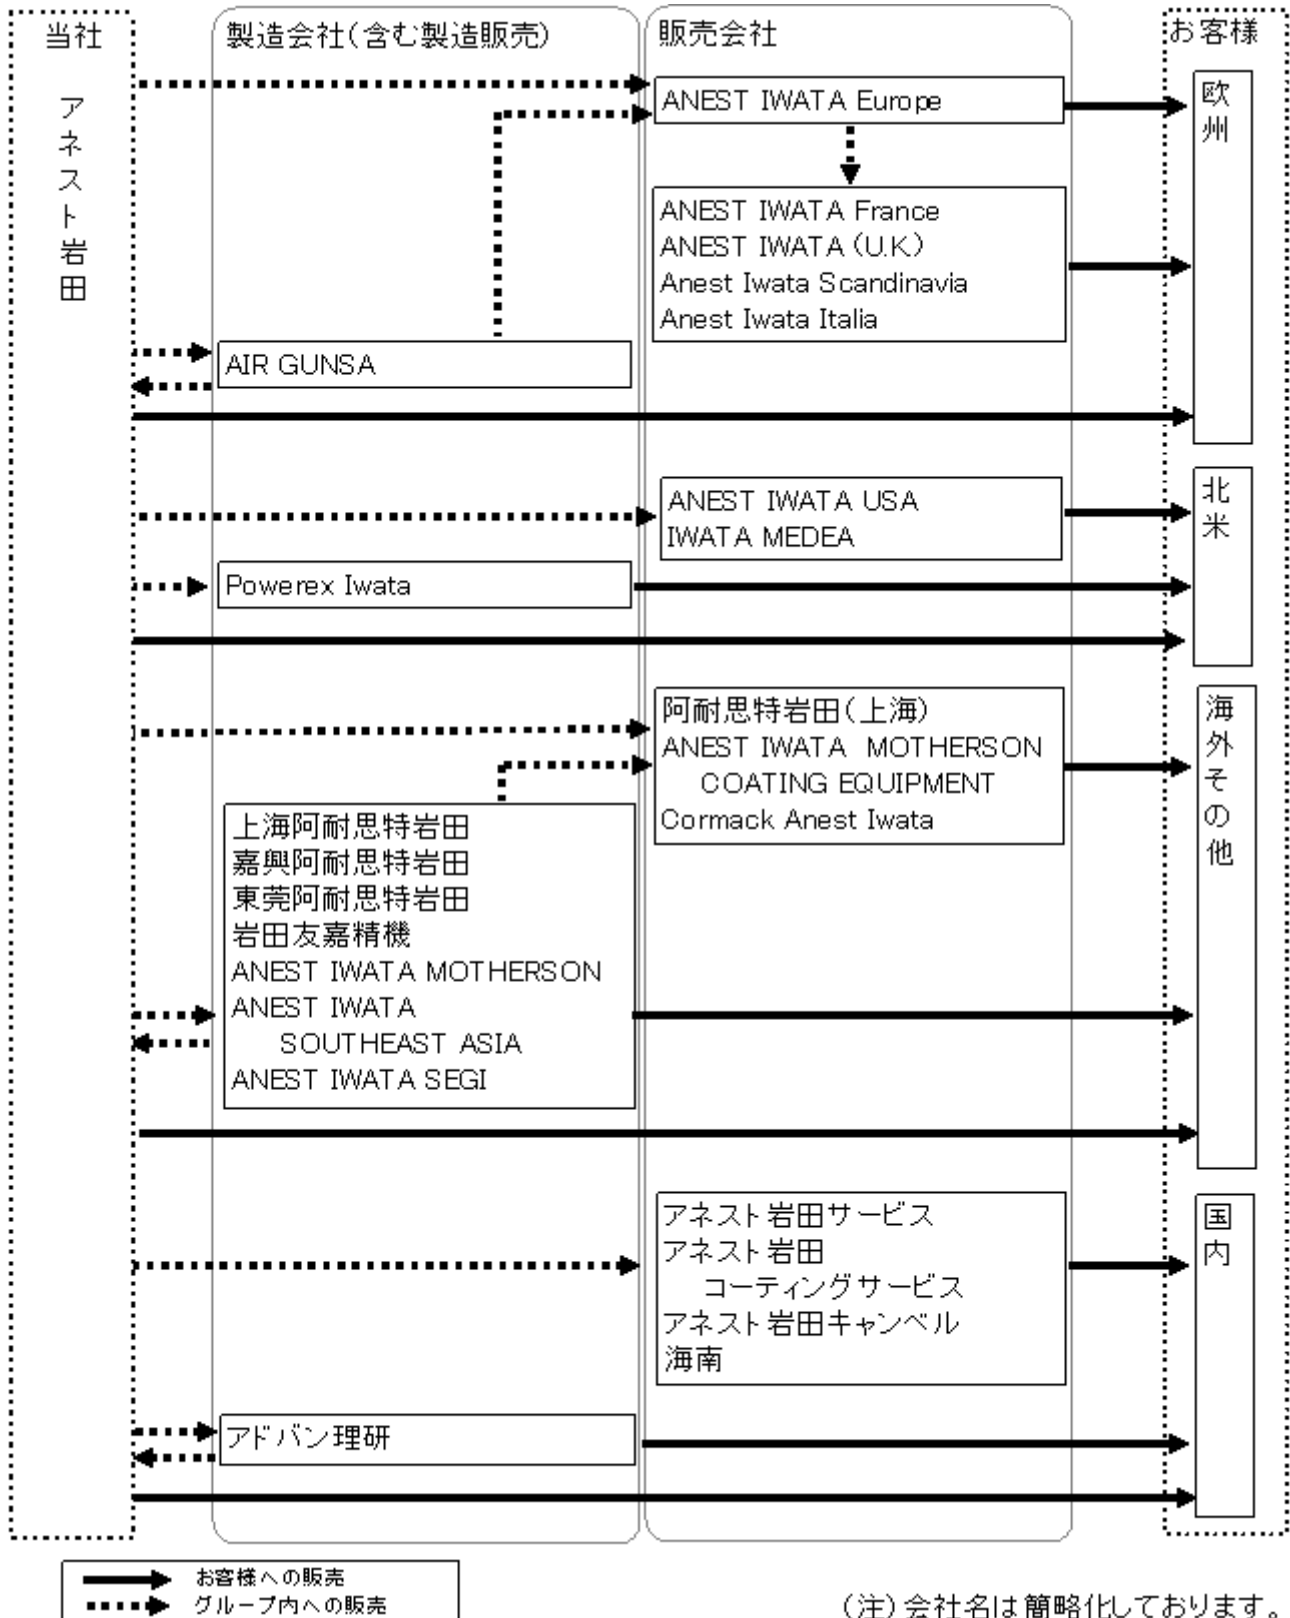 当社
製造会社(含む製造販売)
販売会社
お客様
アネスト岩田
ANEST IWATA Europe
欧州
ANEST IWATA France
ANEST IWATA (U.K.)
Anest Iwata Scandinavia
Anest Iwata Italia
AIR GUNSA
ANEST IWATA USA
IWATA MEDEA
北米
Powerex Iwata
阿耐思特岩田(上海)
ANEST IWATA MOTHERSON
COATING EQUIPMENT
Cormack Anest Iwata
海外その他
上海阿耐思特岩田
嘉興阿耐思特岩田
東莞阿耐思特岩田
岩田友嘉精機
ANEST IWATA MOTHERSON
ANEST IWATA
SOUTHEAST ASIA
ANEST IWATA SEGI
アネスト岩田サービス
アネスト岩田
コーティングサービス
アネスト岩田キャンベル
海南
国内
アドバン理研
お客様への販売
グループ内への販売
(注)会社名は簡略化しております。